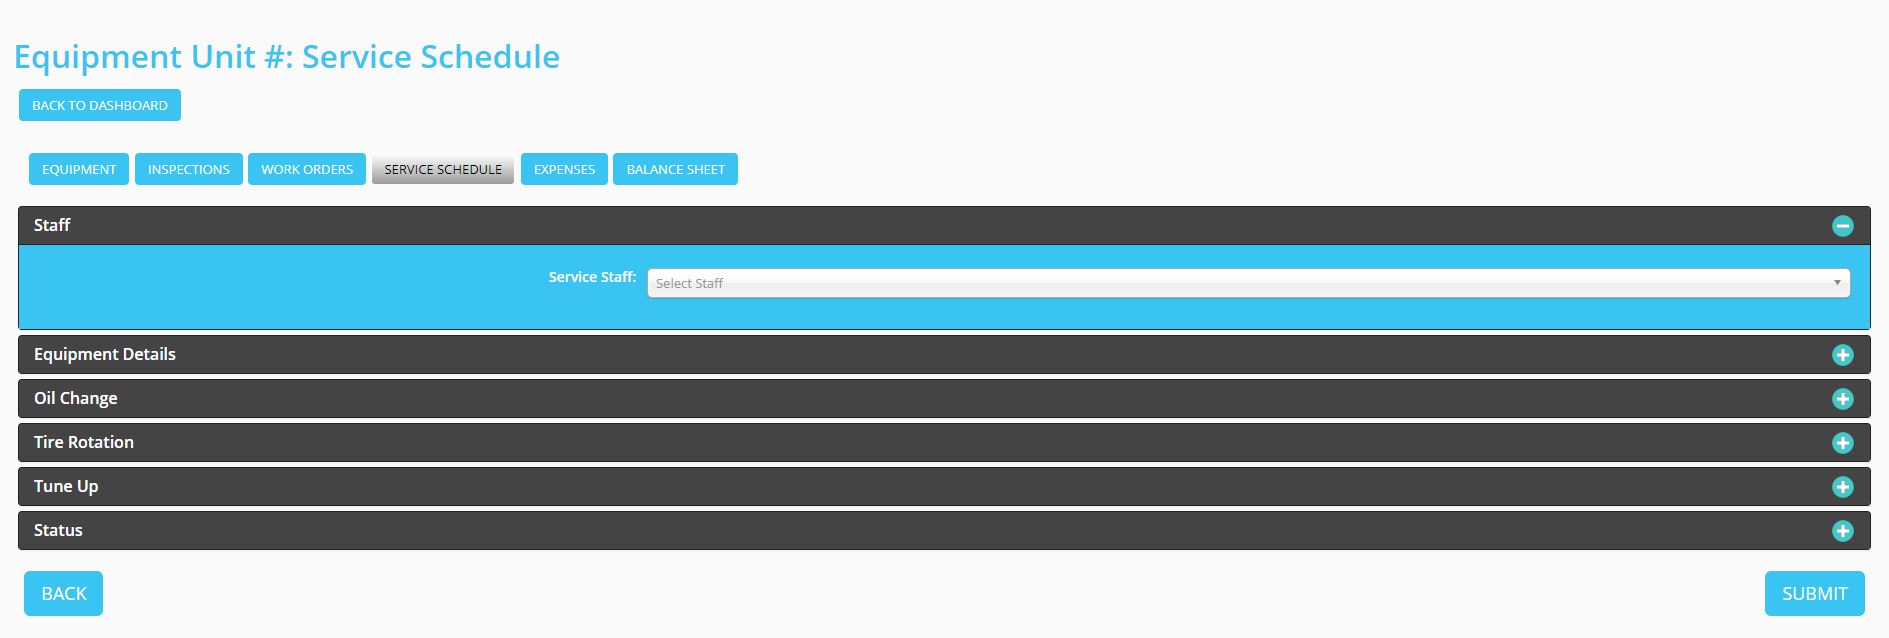 Equipment Unit #: Service Schedule
BACK TO DASHBOARD
EQUIPMENT INSPECTIONS WORK ORDERS SERVICE SCHEDULE EXPENSES BALANCE SHEET
Staff
Service Staff: Select Staff
Equipment Details
Oil Change
Tire Rotation
Tune Up
Status
BACK SUBMIT